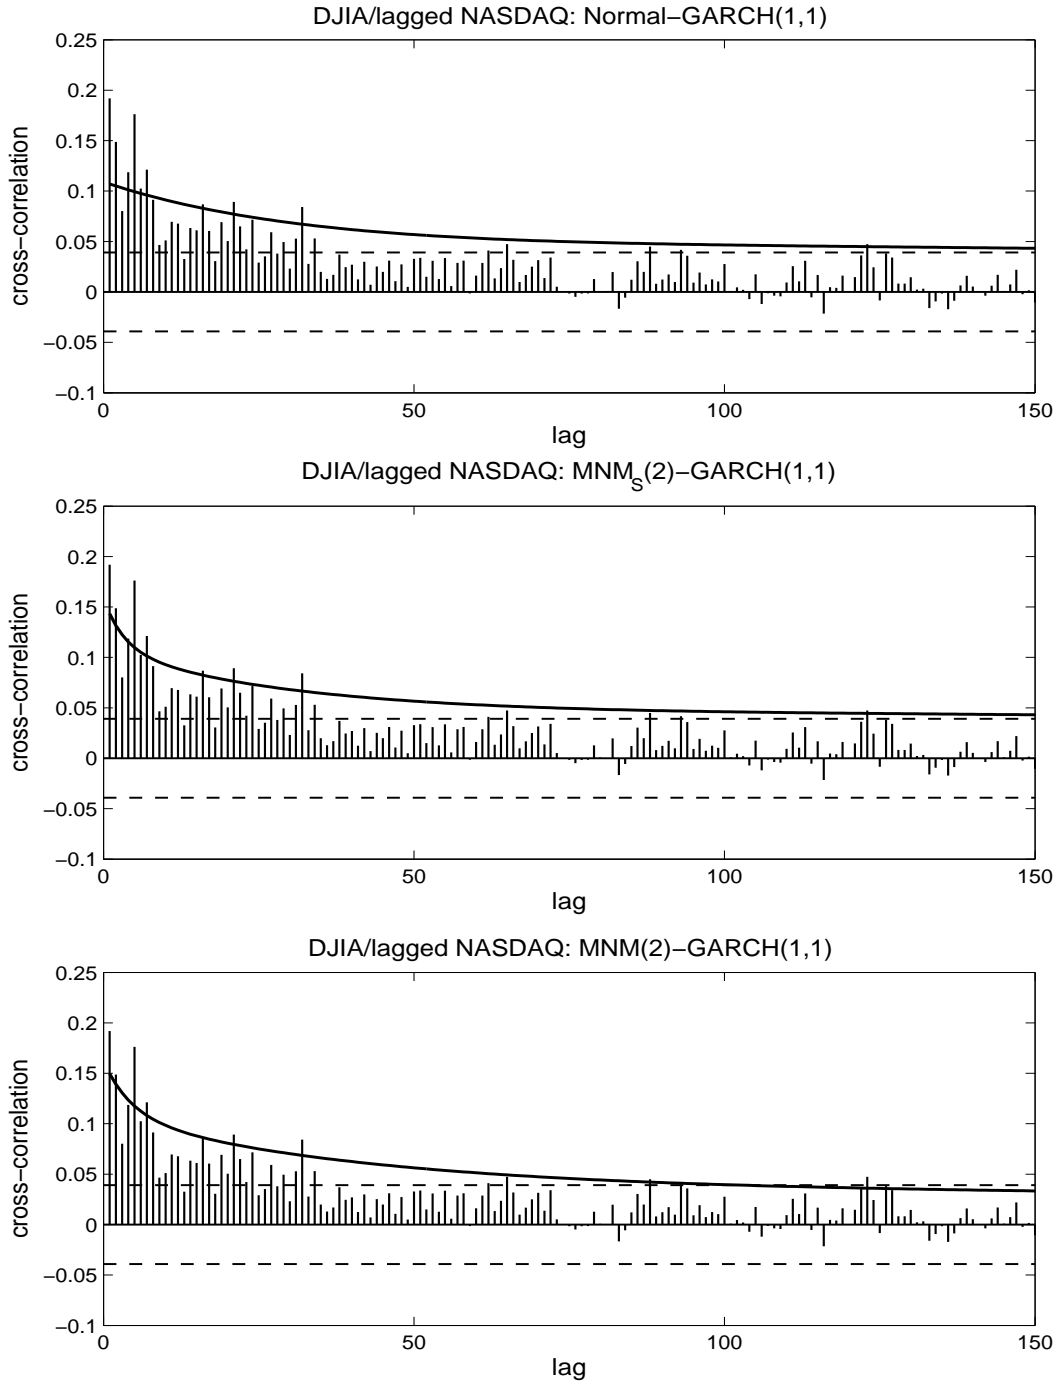 DJIA/lagged NASDAQ: Normal−GARCH(1,1)
0.25
0.2
0.15
0.1
0.05
0
−0.05
−0.1
cross−correlation
0 50 100 150
lag
DJIA/lagged NASDAQ: MNM_S(2)−GARCH(1,1)
0.25
0.2
0.15
0.1
0.05
0
−0.05
−0.1
cross−correlation
0 50 100 150
lag
DJIA/lagged NASDAQ: MNM(2)−GARCH(1,1)
0.25
0.2
0.15
0.1
0.05
0
−0.05
−0.1
cross−correlation
0 50 100 150
lag